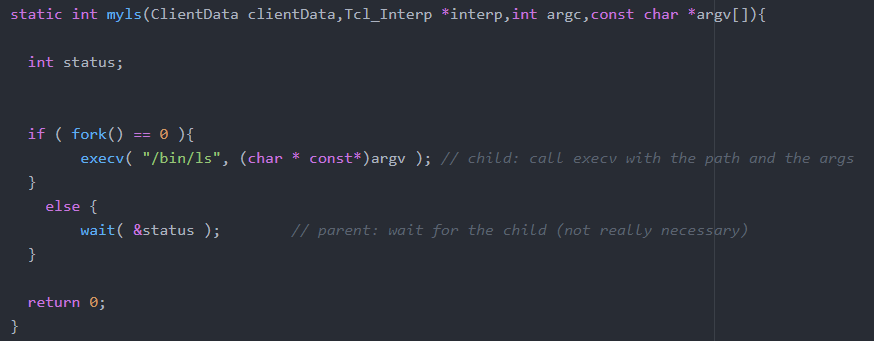 static int myls(ClientData clientData,Tcl_Interp *interp,int argc,const char *argv[]){
int status;
if ( fork() == 0 ){
execv( "/bin/ls", (char * const*)argv ); // child: call execv with the path and the args
}
else {
wait( &status ); // parent: wait for the child (not really necessary)
}
return 0;
}